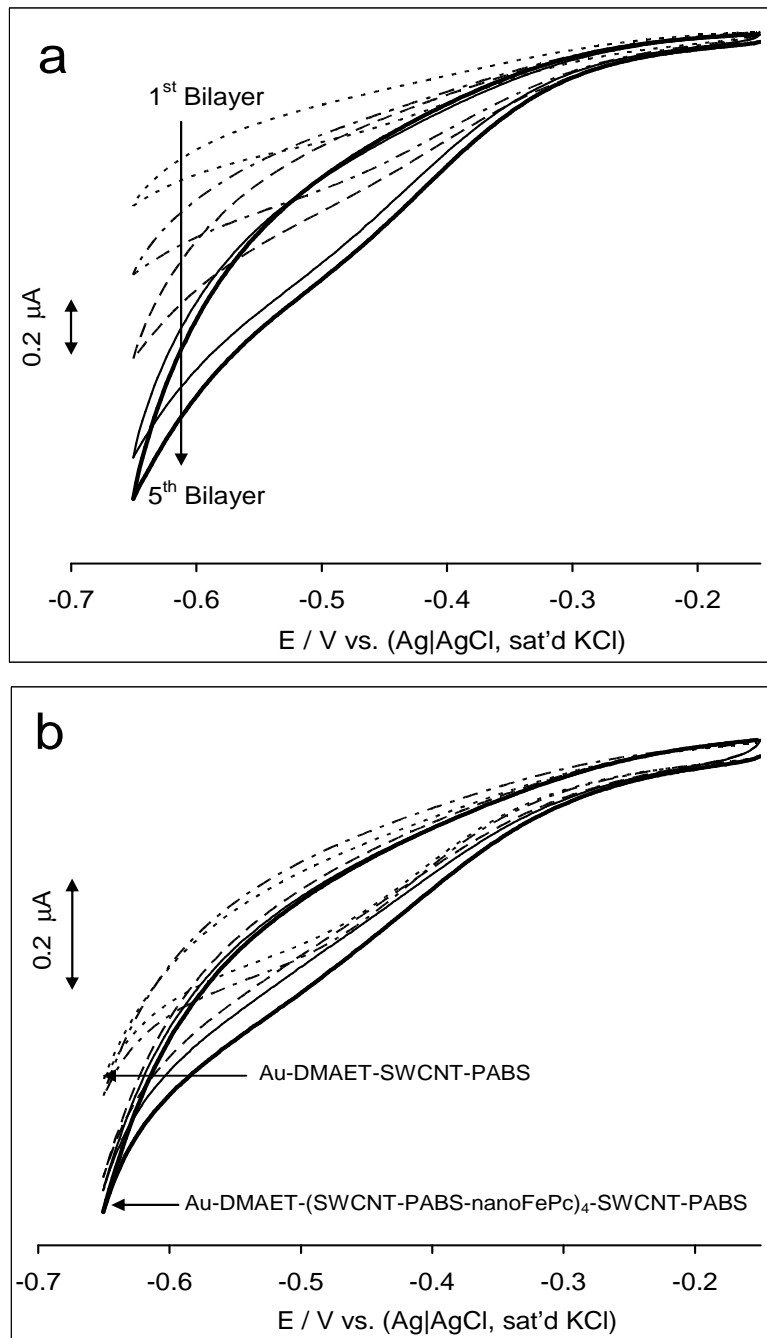 a
1st Bilayer
0.2 µA
5th Bilayer
-0.7 -0.6 -0.5 -0.4 -0.3 -0.2
E / V vs. (Ag|AgCl, sat’d KCl)
b
0.2 µA
Au-DMAET-SWCNT-PABS
Au-DMAET-(SWCNT-PABS-nanoFePc)4-SWCNT-PABS
-0.7 -0.6 -0.5 -0.4 -0.3 -0.2
E / V vs. (Ag|AgCl, sat’d KCl)